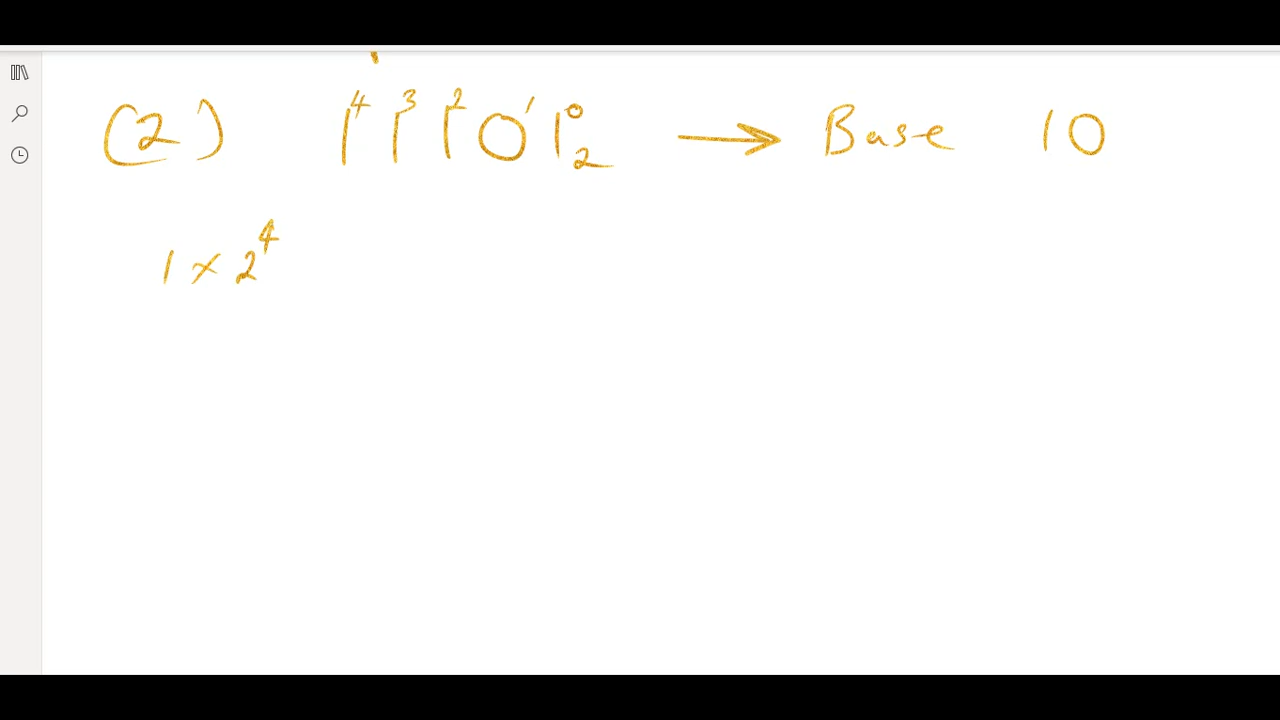 (2) 1⁴1³1²0¹1⁰₂ → Base 10
1 × 2⁴